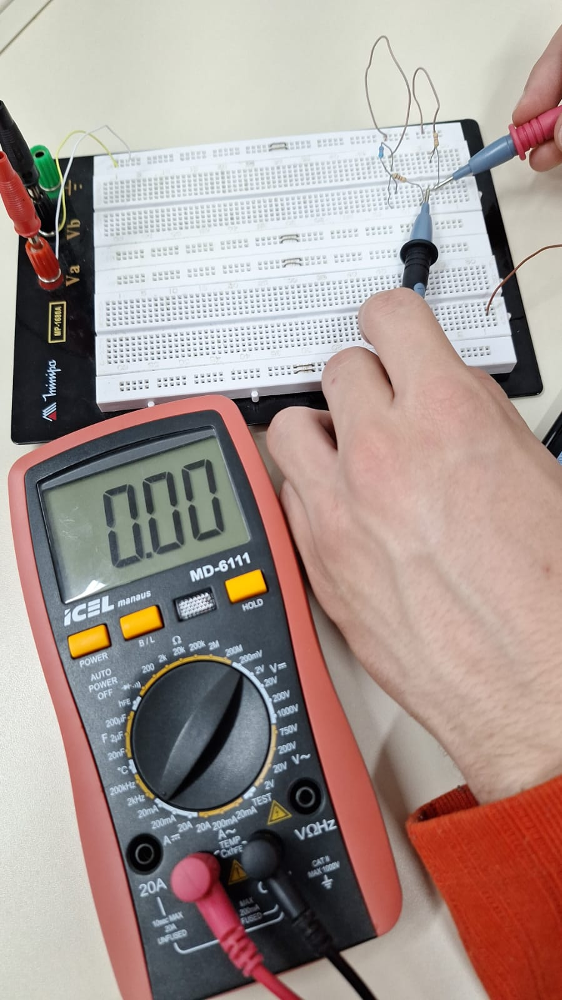 Va Vb
MP-1680A
minipa
0.00
MD-6111
iCEL manaus
POWER
B / L
HOLD
AUTO
POWER
OFF
Ω
200
2k
20k
200k
2M
200M
200mV
2V
V
20V
200V
1000V
750V
200V
20V
V~
2V
TEST
20mA
200mA
20A
A~
20A
200mA
A
20mA
2kHz
200kHz
°C
20nF
F 2µF
200µF
hFE
TEMP
CxhFE
VΩHz
20A
10sec MAX
20A
UNFUSED
MAX
200mA
FUSED
CAT II
MAX 1000V